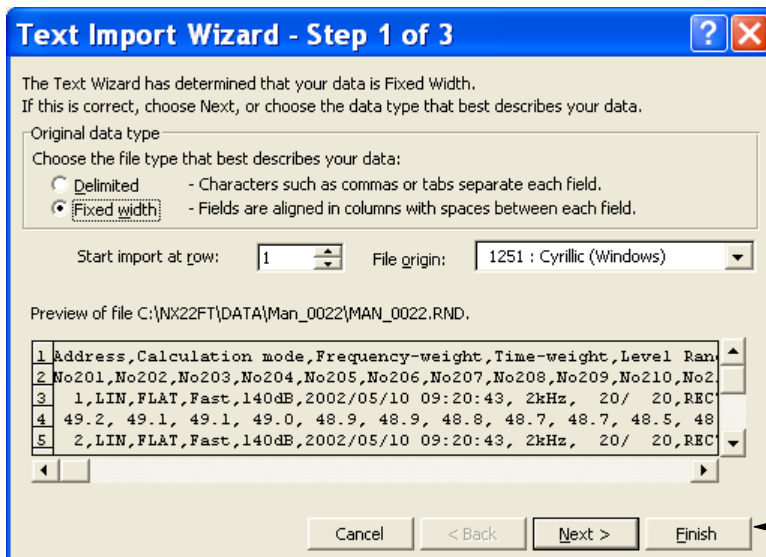 Text Import Wizard - Step 1 of 3
The Text Wizard has determined that your data is Fixed Width.
If this is correct, choose Next, or choose the data type that best describes your data.
Original data type
Choose the file type that best describes your data:
Delimited - Characters such as commas or tabs separate each field.
Fixed width - Fields are aligned in columns with spaces between each field.
Start import at row: 1 File origin: 1251 : Cyrillic (Windows)
Preview of file C:\NX22FT\DATA\Man_0022\MAN_0022.RND.
1 Address,Calculation mode,Frequency-weight,Time-weight,Level Ran
2 No201,No202,No203,No204,No205,No206,No207,No208,No209,No210,No2
3 1,LIN,FLAT,Fast,140dB,2002/05/10 09:20:43, 2kHz, 20/ 20,REC
4 49.2, 49.1, 49.1, 49.0, 48.9, 48.9, 48.8, 48.7, 48.7, 48.5, 48
5 2,LIN,FLAT,Fast,140dB,2002/05/10 09:20:43, 2kHz, 20/ 20,REC
Cancel < Back Next > Finish